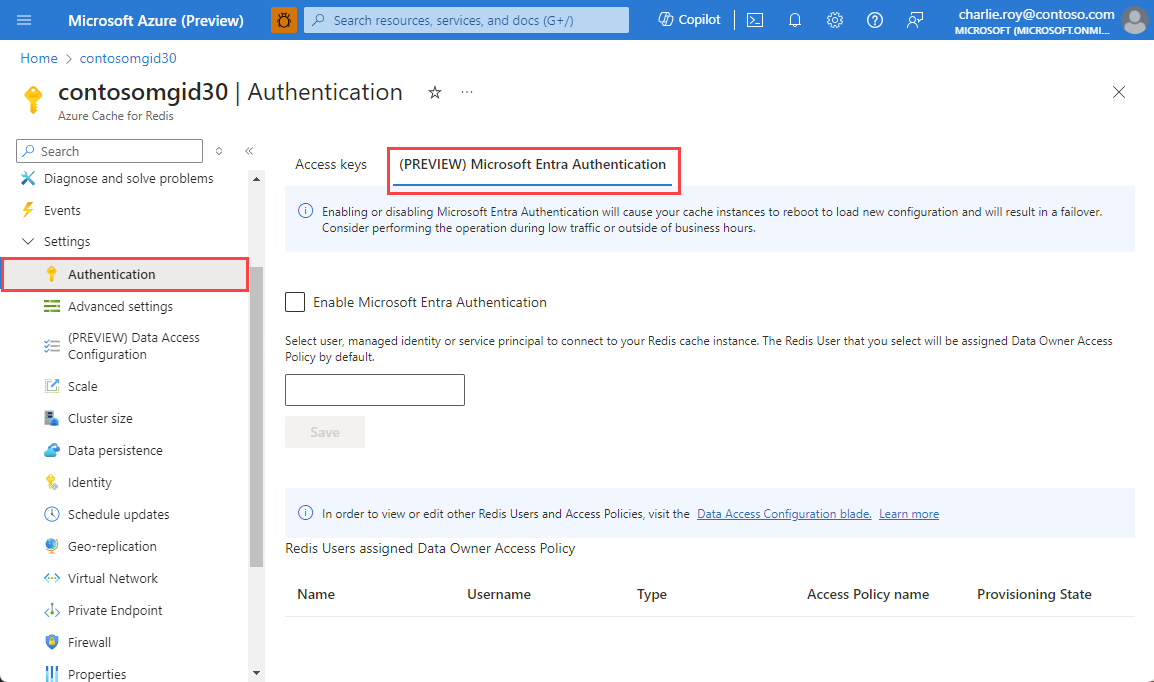 Microsoft Azure (Preview)
Search resources, services, and docs (G+/)
Copilot
charlie.roy@contoso.com
MICROSOFT (MICROSOFT.ONMI...
Home > contosomgid30
contosomgid30 | Authentication
Azure Cache for Redis
Search
Diagnose and solve problems
Events
Settings
Authentication
Advanced settings
(PREVIEW) Data Access
Configuration
Scale
Cluster size
Data persistence
Identity
Schedule updates
Geo-replication
Virtual Network
Private Endpoint
Firewall
Properties
Access keys
(PREVIEW) Microsoft Entra Authentication
Enabling or disabling Microsoft Entra Authentication will cause your cache instances to reboot to load new configuration and will result in a failover.
Consider performing the operation during low traffic or outside of business hours.
Enable Microsoft Entra Authentication
Select user, managed identity or service principal to connect to your Redis cache instance. The Redis User that you select will be assigned Data Owner Access
Policy by default.
Save
In order to view or edit other Redis Users and Access Policies, visit the Data Access Configuration blade. Learn more
Redis Users assigned Data Owner Access Policy
Name Username Type Access Policy name Provisioning State